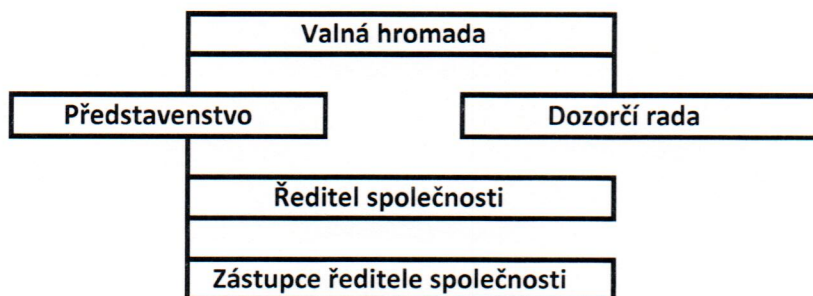 Valná hromada
Představenstvo
Dozorčí rada
Ředitel společnosti
Zástupce ředitele společnosti